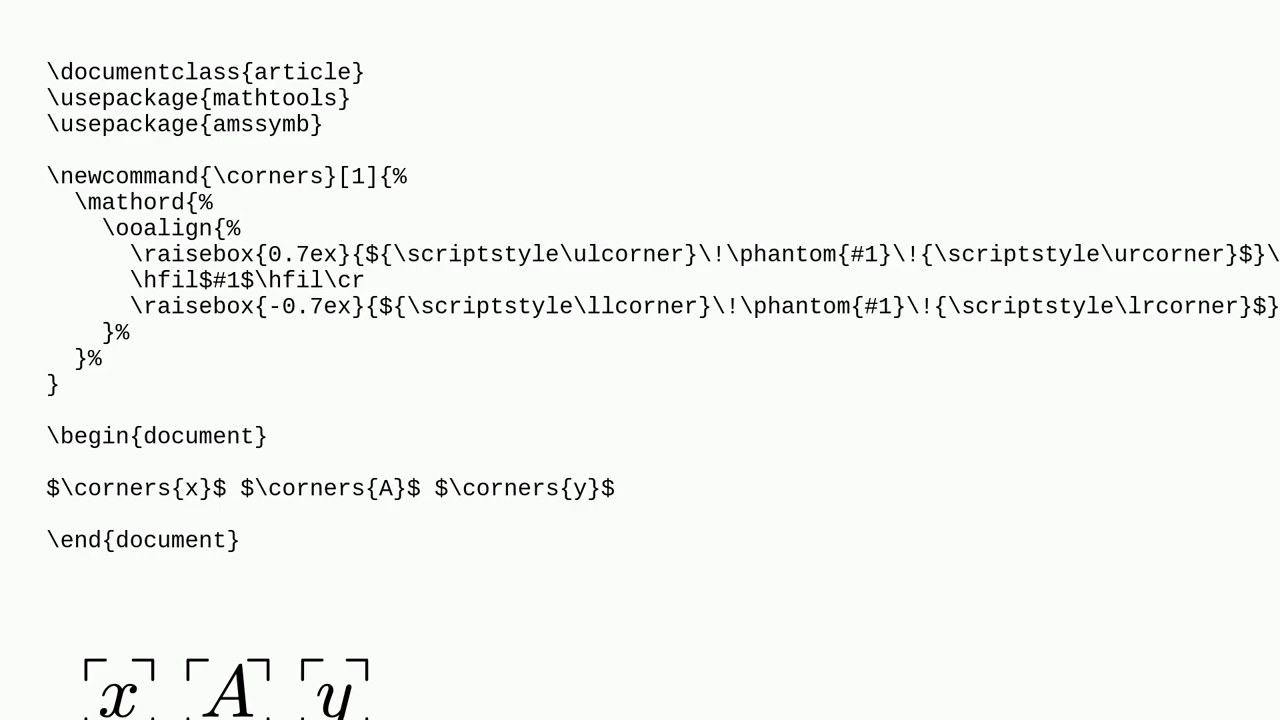 \documentclass{article}
\usepackage{mathtools}
\usepackage{amssymb}
\newcommand{\corners}[1]{%
\mathord{%
\ooalign{%
\raisebox{0.7ex}{${\scriptstyle\ulcorner}\!\phantom{#1}\!{\scriptstyle\urcorner}$}\
\hfil$#1$\hfil\cr
\raisebox{-0.7ex}{${\scriptstyle\llcorner}\!\phantom{#1}\!{\scriptstyle\lrcorner}$}
}%
}%
}
\begin{document}
$\corners{x}$ $\corners{A}$ $\corners{y}$
\end{document}
x A y